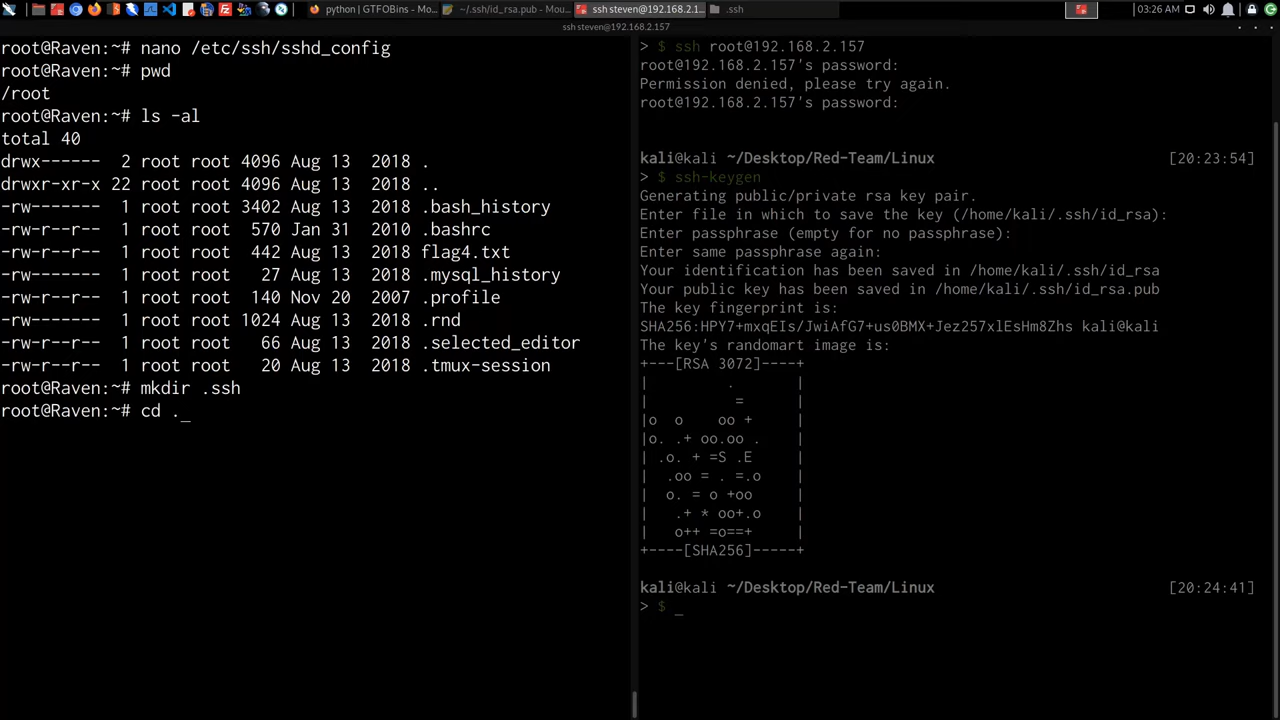 python | GTFOBins - Mo...
~/.ssh/id_rsa.pub - Mou...
ssh steven@192.168.2.1...
.ssh
03:26 AM
ssh steven@192.168.2.157
root@Raven:~# nano /etc/ssh/sshd_config
root@Raven:~# pwd
/root
root@Raven:~# ls -al
total 40
drwx------ 2 root root 4096 Aug 13 2018 .
drwxr-xr-x 22 root root 4096 Aug 13 2018 ..
-rw------- 1 root root 3402 Aug 13 2018 .bash_history
-rw-r--r-- 1 root root 570 Jan 31 2010 .bashrc
-rw-r--r-- 1 root root 442 Aug 13 2018 flag4.txt
-rw------- 1 root root 27 Aug 13 2018 .mysql_history
-rw-r--r-- 1 root root 140 Nov 20 2007 .profile
-rw------- 1 root root 1024 Aug 13 2018 .rnd
-rw-r--r-- 1 root root 66 Aug 13 2018 .selected_editor
-rw-r--r-- 1 root root 20 Aug 13 2018 .tmux-session
root@Raven:~# mkdir .ssh
root@Raven:~# cd ._
> $ ssh root@192.168.2.157
root@192.168.2.157's password:
Permission denied, please try again.
root@192.168.2.157's password:
kali@kali ~/Desktop/Red-Team/Linux [20:23:54]
> $ ssh-keygen
Generating public/private rsa key pair.
Enter file in which to save the key (/home/kali/.ssh/id_rsa):
Enter passphrase (empty for no passphrase):
Enter same passphrase again:
Your identification has been saved in /home/kali/.ssh/id_rsa
Your public key has been saved in /home/kali/.ssh/id_rsa.pub
The key fingerprint is:
SHA256:HPY7+mxqEIs/JwiAfG7+us0BMX+Jez257xlEsHm8Zhs kali@kali
The key's randomart image is:
+---[RSA 3072]----+
|          .      |
|           =     |
|o  o     oo +    |
|o. .+ oo.oo .    |
| .o. + =S .E     |
|  .oo = . =.o    |
|  o. = o +oo     |
|   .+ * oo+.o    |
|   o++ =o==+     |
+----[SHA256]-----+
kali@kali ~/Desktop/Red-Team/Linux [20:24:41]
> $ _